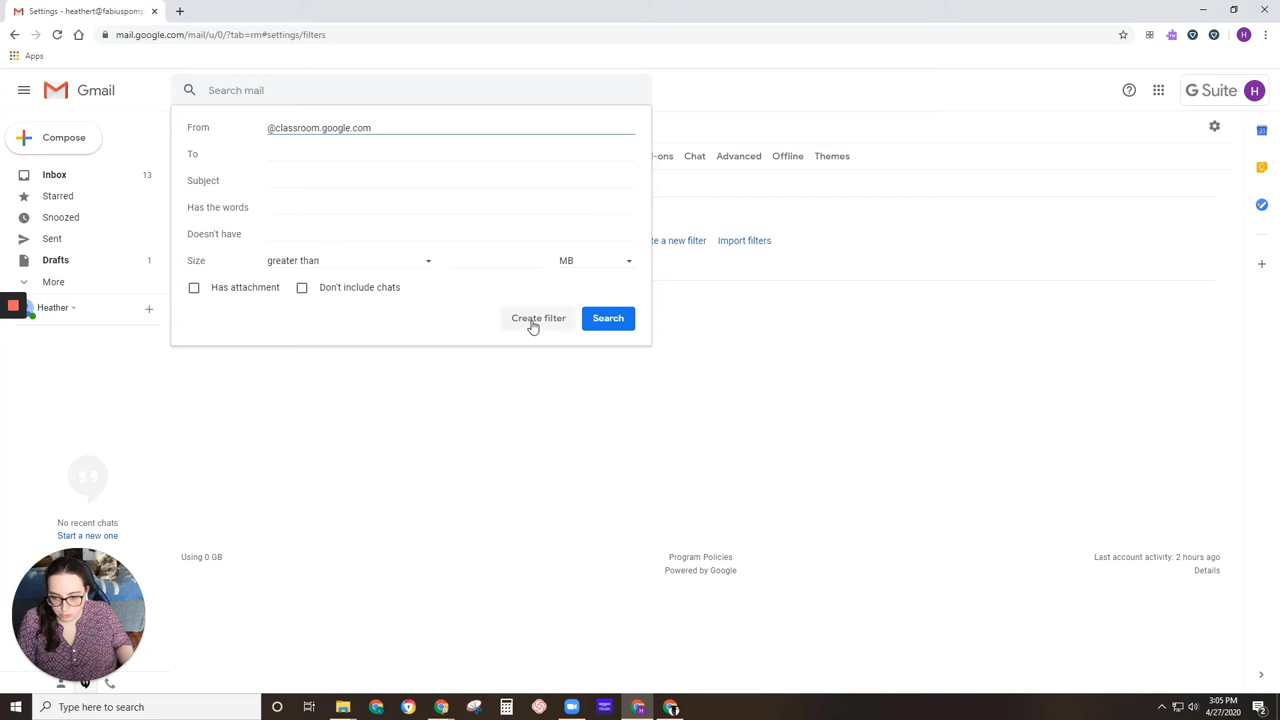 Settings - heathert@fabiuspomp
mail.google.com/mail/u/0/?tab=rm#settings/filters
H
Apps
Gmail
Search mail
G Suite
H
Compose
From
@classroom.google.com
To
Subject
Has the words
Doesn't have
Size
greater than
MB
Has attachment
Don't include chats
Create filter
Search
-ons
Chat
Advanced
Offline
Themes
te a new filter
Import filters
31
Inbox
13
Starred
Snoozed
Sent
Drafts
1
More
Heather
No recent chats
Start a new one
Using 0 GB
Program Policies
Powered by Google
Last account activity: 2 hours ago
Details
Type here to search
3:05 PM
4/27/2020
2